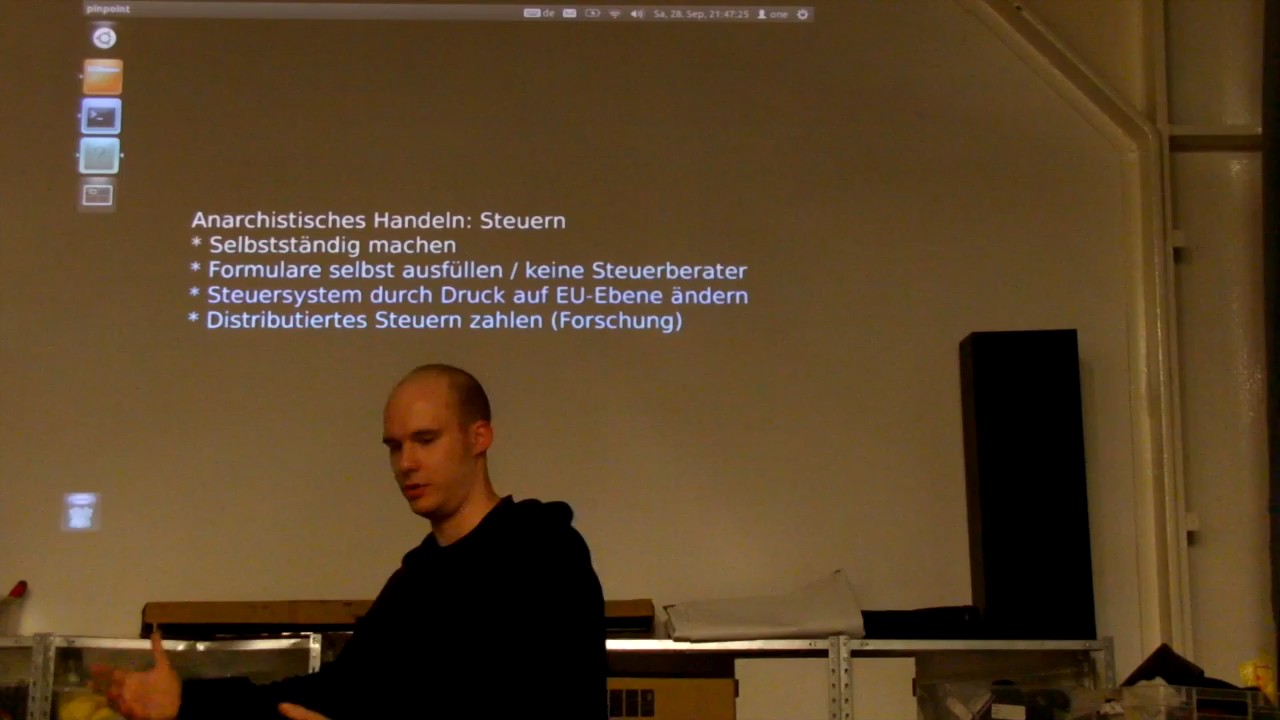 pinpoint
de
Sa, 28. Sep, 21:47:25
one
Anarchistisches Handeln: Steuern
* Selbstständig machen
* Formulare selbst ausfüllen / keine Steuerberater
* Steuersystem durch Druck auf EU-Ebene ändern
* Distributiertes Steuern zahlen (Forschung)